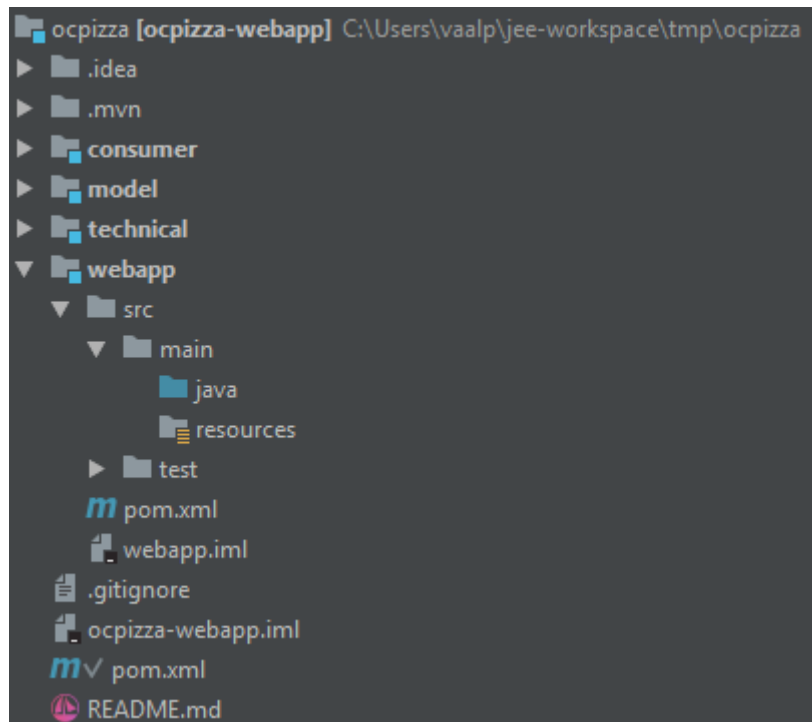 ocpizza [ocpizza-webapp] C:\Users\vaalp\jee-workspace\tmp\ocpizza
.idea
.mvn
consumer
model
technical
webapp
src
main
java
resources
test
pom.xml
webapp.iml
.gitignore
ocpizza-webapp.iml
pom.xml
README.md